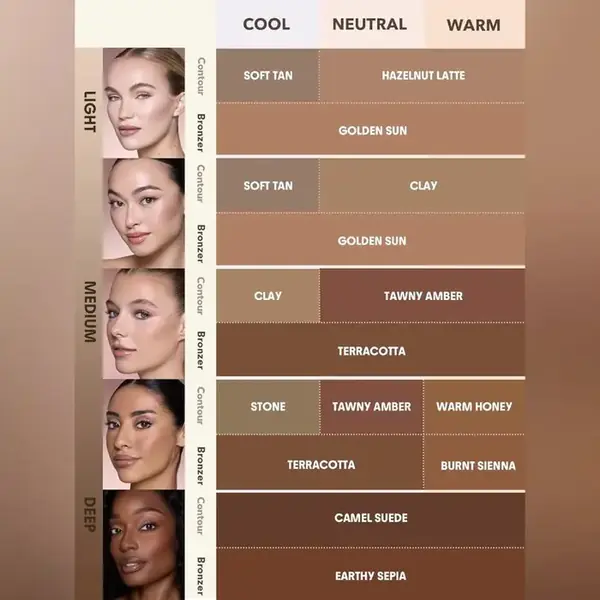 COOL NEUTRAL WARM
LIGHT
Contour SOFT TAN HAZELNUT LATTE
Bronzer GOLDEN SUN
Contour SOFT TAN CLAY
Bronzer GOLDEN SUN
MEDIUM
Contour CLAY TAWNY AMBER
Bronzer TERRACOTTA
Contour STONE TAWNY AMBER WARM HONEY
Bronzer TERRACOTTA BURNT SIENNA
DEEP
Contour CAMEL SUEDE
Bronzer EARTHY SEPIA